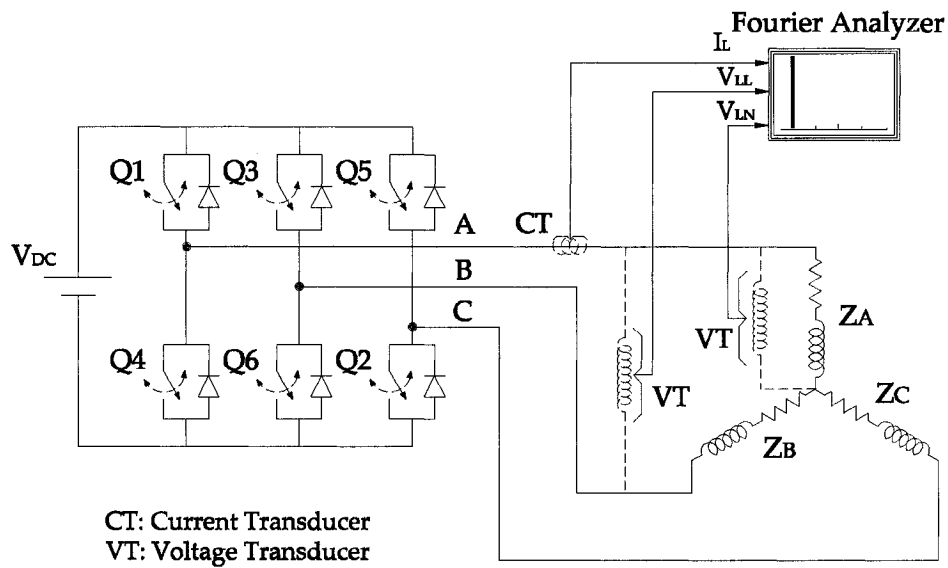 Fourier Analyzer
IL
VLL
VLN
Q1
Q3
Q5
A
CT
VDC
B
C
ZA
VT
Q4
Q6
Q2
VT
ZC
ZB
CT: Current Transducer
VT: Voltage Transducer